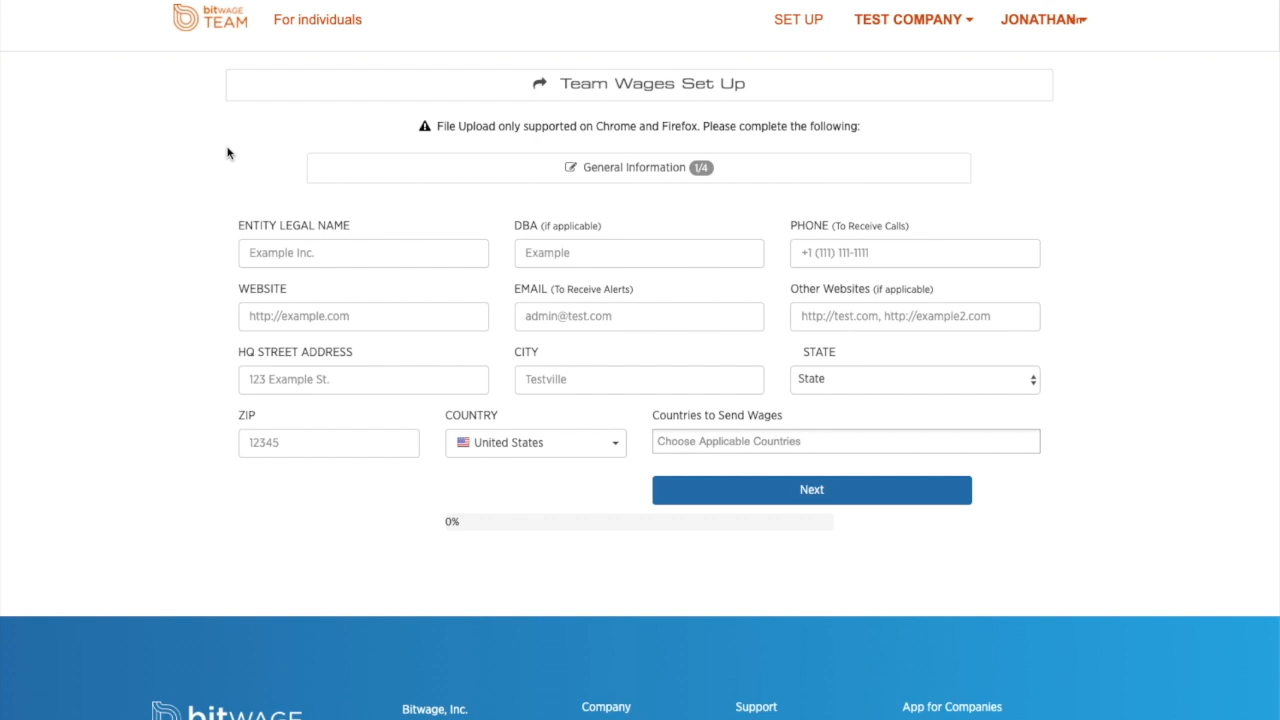 bitWAGE
TEAM
For individuals
SET UP
TEST COMPANY
JONATHAN
Team Wages Set Up
File Upload only supported on Chrome and Firefox. Please complete the following:
General Information 1/4
ENTITY LEGAL NAME
DBA (if applicable)
PHONE (To Receive Calls)
Example Inc.
Example
+1 (111) 111-1111
WEBSITE
EMAIL (To Receive Alerts)
Other Websites (if applicable)
http://example.com
admin@test.com
http://test.com, http://example2.com
HQ STREET ADDRESS
CITY
STATE
123 Example St.
Testville
State
ZIP
COUNTRY
Countries to Send Wages
12345
United States
Choose Applicable Countries
Next
0%
bitWAGE
Bitwage, Inc.
Company
Support
App for Companies